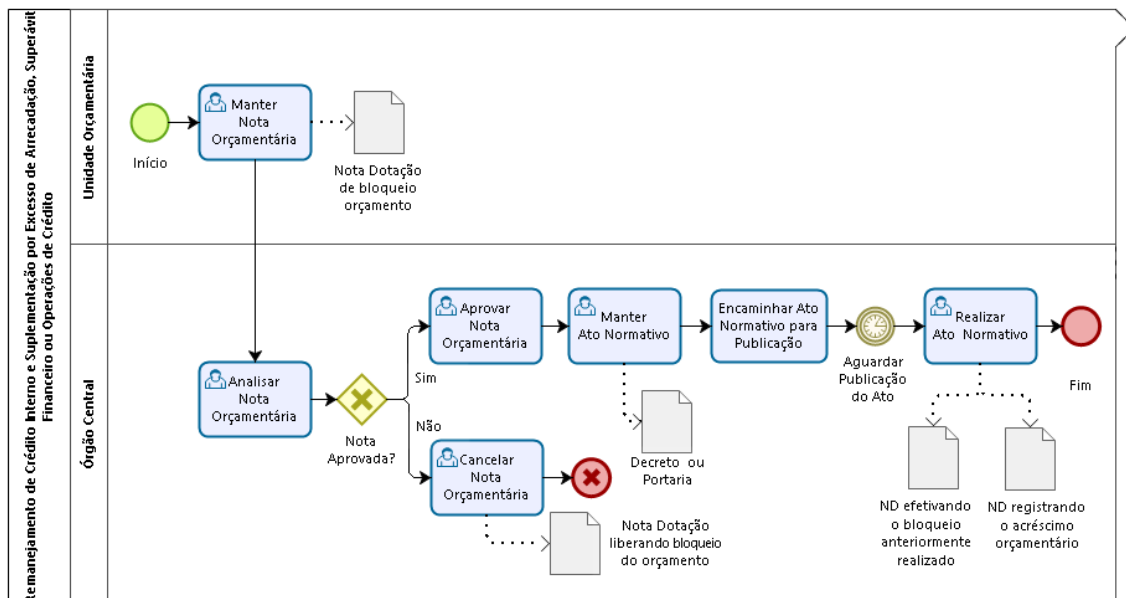 Remanejamento de Crédito Interno e Suplementação por Excesso de Arrecadação, Superávit
Financeiro ou Operações de Crédito
Unidade Orçamentária
Início
Manter
Nota
Orçamentária
Nota Dotação
de bloqueio
orçamento
Órgão Central
Analisar
Nota
Orçamentária
Nota
Aprovada?
Sim
Não
Aprovar
Nota
Orçamentária
Manter
Ato Normativo
Decreto ou
Portaria
Encaminhar Ato
Normativo para
Publicação
Aguardar
Publicação
do Ato
Realizar
Ato Normativo
Fim
ND efetivando
o bloqueio
anteriormente
realizado
ND registrando
o acréscimo
orçamentário
Cancelar
Nota
Orçamentária
Nota Dotação
liberando bloqueio
do orçamento